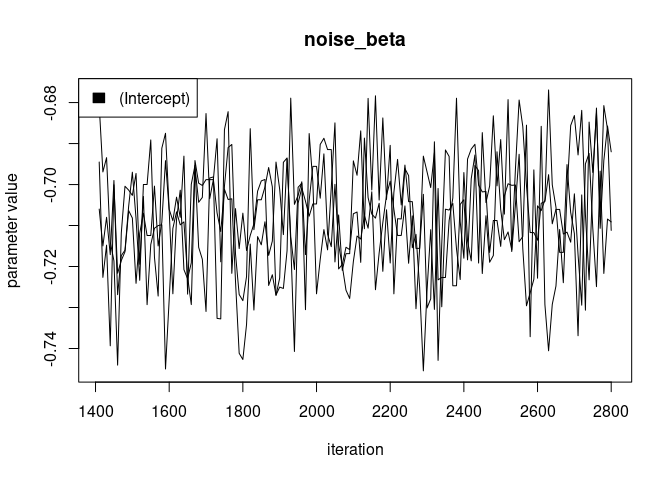 noise_beta
(Intercept)
parameter value
-0.68
-0.70
-0.72
-0.74
1400 1600 1800 2000 2200 2400 2600 2800
iteration